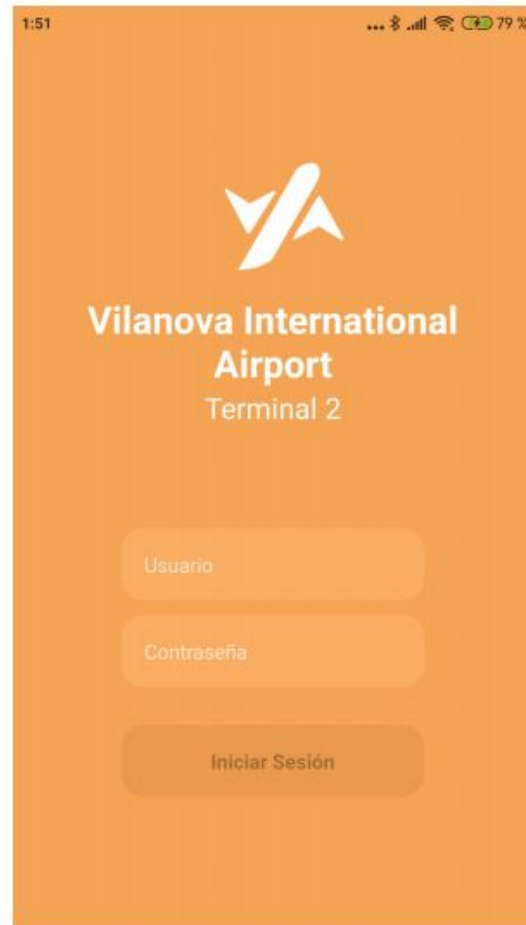 1:51
79 %
Vilanova International
Airport
Terminal 2
Usuario
Contraseña
Iniciar Sesión